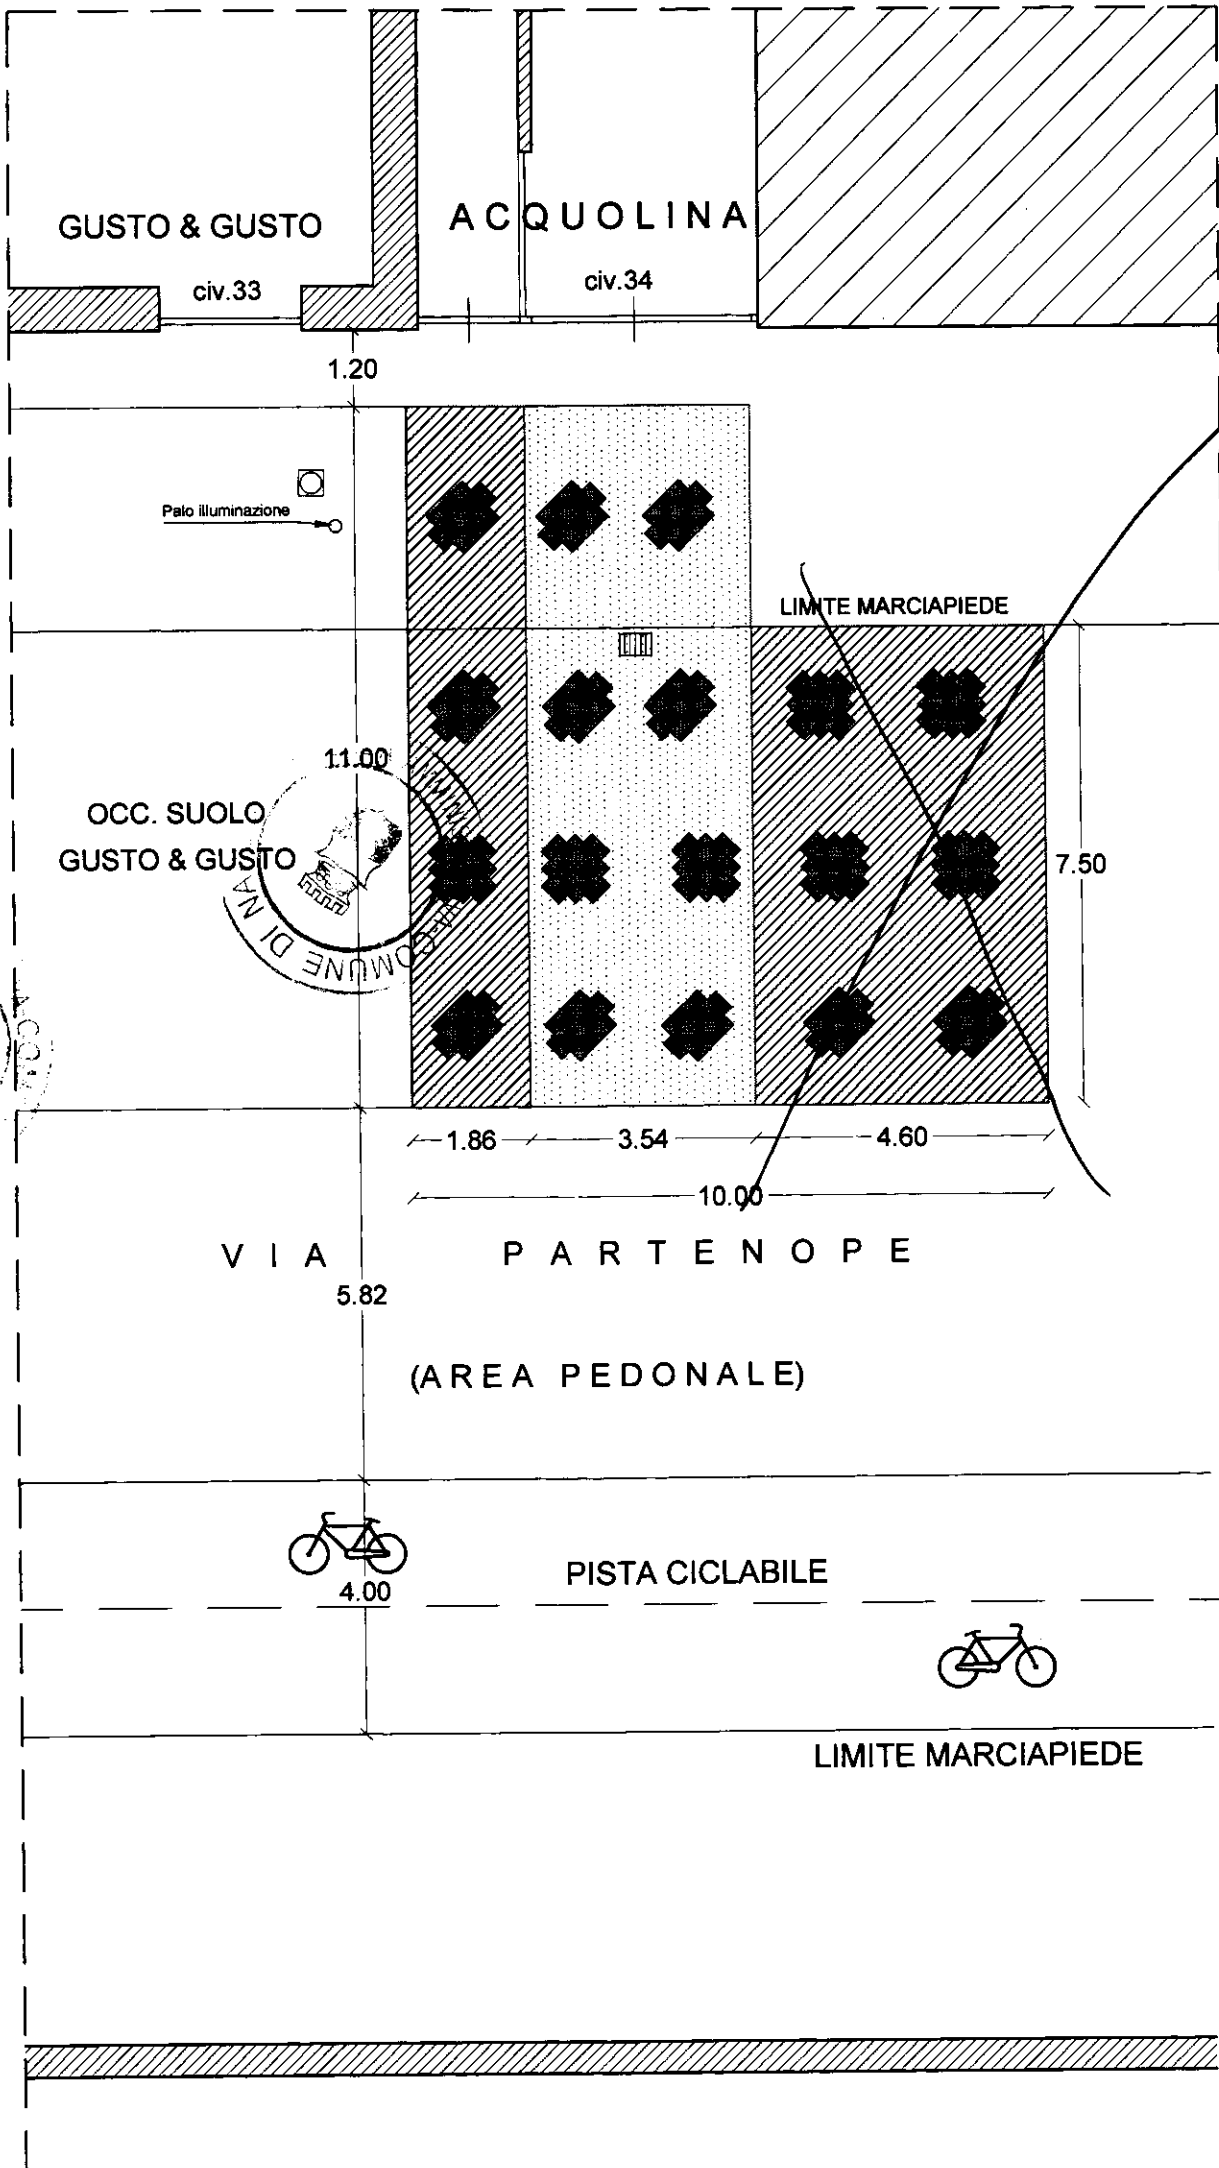 GUSTO & GUSTO
ACQUOLINA
civ.33
civ.34
1.20
Palo illuminazione
LIMITE MARCIAPIEDE
11.00
OCC. SUOLO
GUSTO & GUSTO
7.50
COMUNE DI NA
1.86
3.54
4.60
10.00
VIA PARTENOPE
5.82
(AREA PEDONALE)
PISTA CICLABILE
4.00
LIMITE MARCIAPIEDE